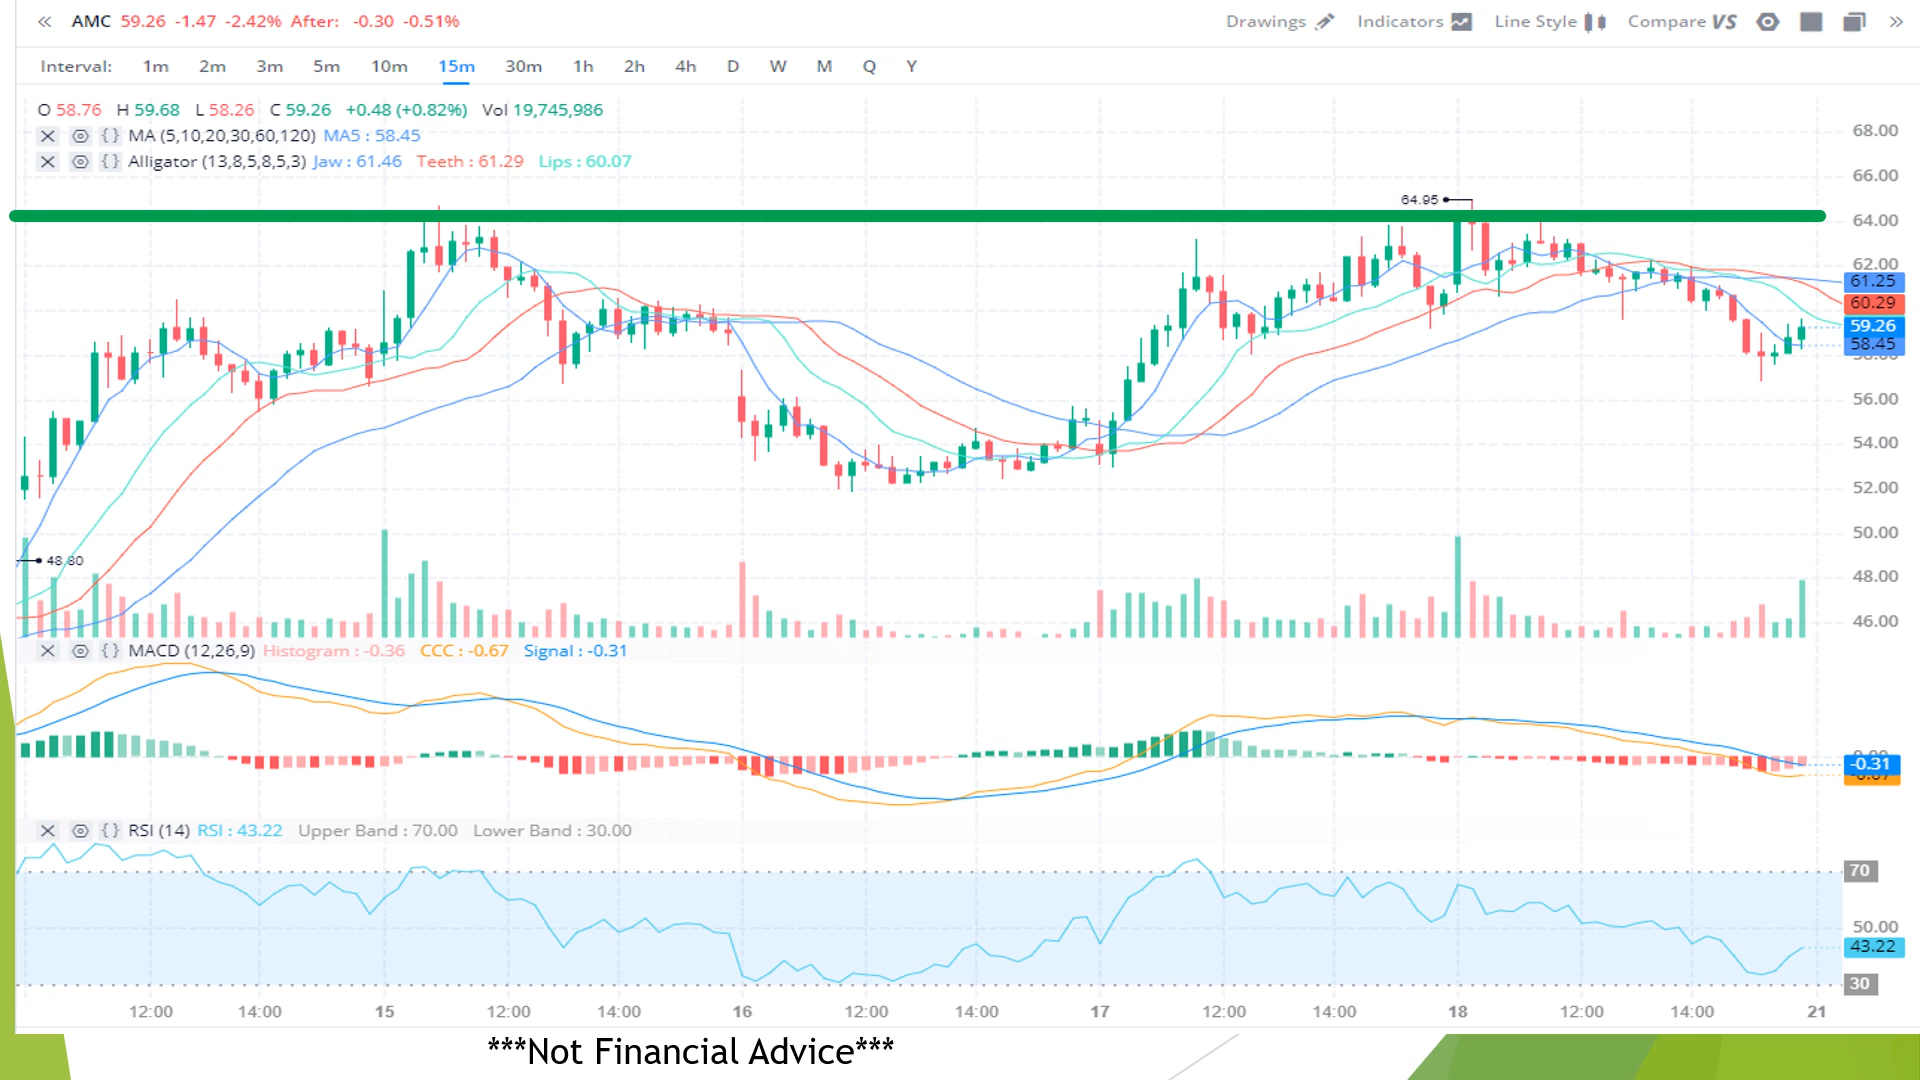 AMC 59.26 -1.47 -2.42% After: -0.30 -0.51% Drawings Indicators Line Style Compare VS
Interval: 1m 2m 3m 5m 10m 15m 30m 1h 2h 4h D W M Q Y
O 58.76 H 59.68 L 58.26 C 59.26 +0.48 (+0.82%) Vol 19,745,986
MA (5,10,20,30,60,120) MA5 : 58.45
Alligator (13,8,5,8,5,3) Jaw : 61.46 Teeth : 61.29 Lips : 60.07
68.00
66.00
64.95
64.00
62.00
61.25
60.29
59.26
58.45
58.00
56.00
54.00
52.00
50.00
48.80
48.00
46.00
MACD (12,26,9) Histogram : -0.36 CCC : -0.67 Signal : -0.31
0.00
-0.31
-0.67
RSI (14) RSI : 43.22 Upper Band : 70.00 Lower Band : 30.00
70
50.00
43.22
30
12:00 14:00 15 12:00 14:00 16 12:00 14:00 17 12:00 14:00 18 12:00 14:00 21
***Not Financial Advice***